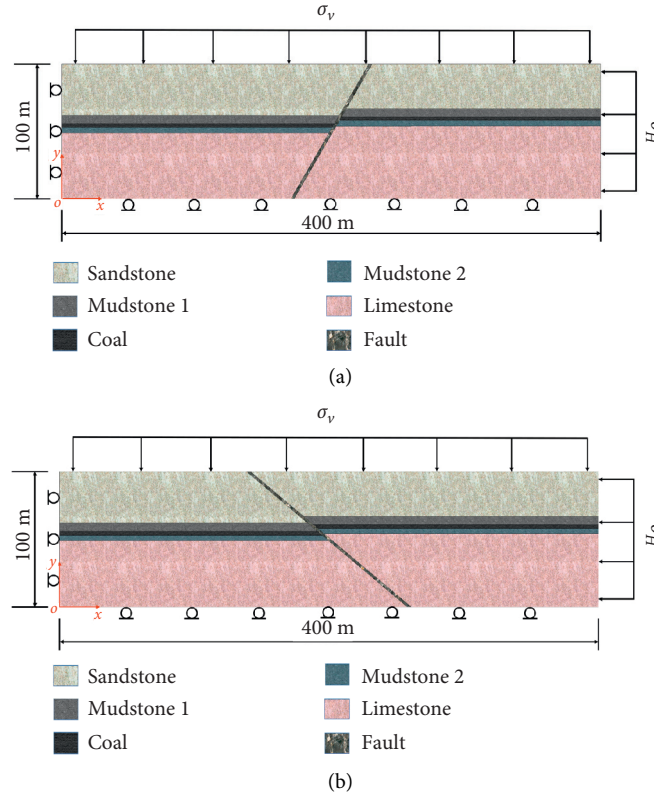 σv
100 m
y
o
x
400 m
Sandstone
Mudstone 2
Mudstone 1
Limestone
Coal
Fault
(a)
σv
100 m
y
o
x
400 m
Sandstone
Mudstone 2
Mudstone 1
Limestone
Coal
Fault
(b)